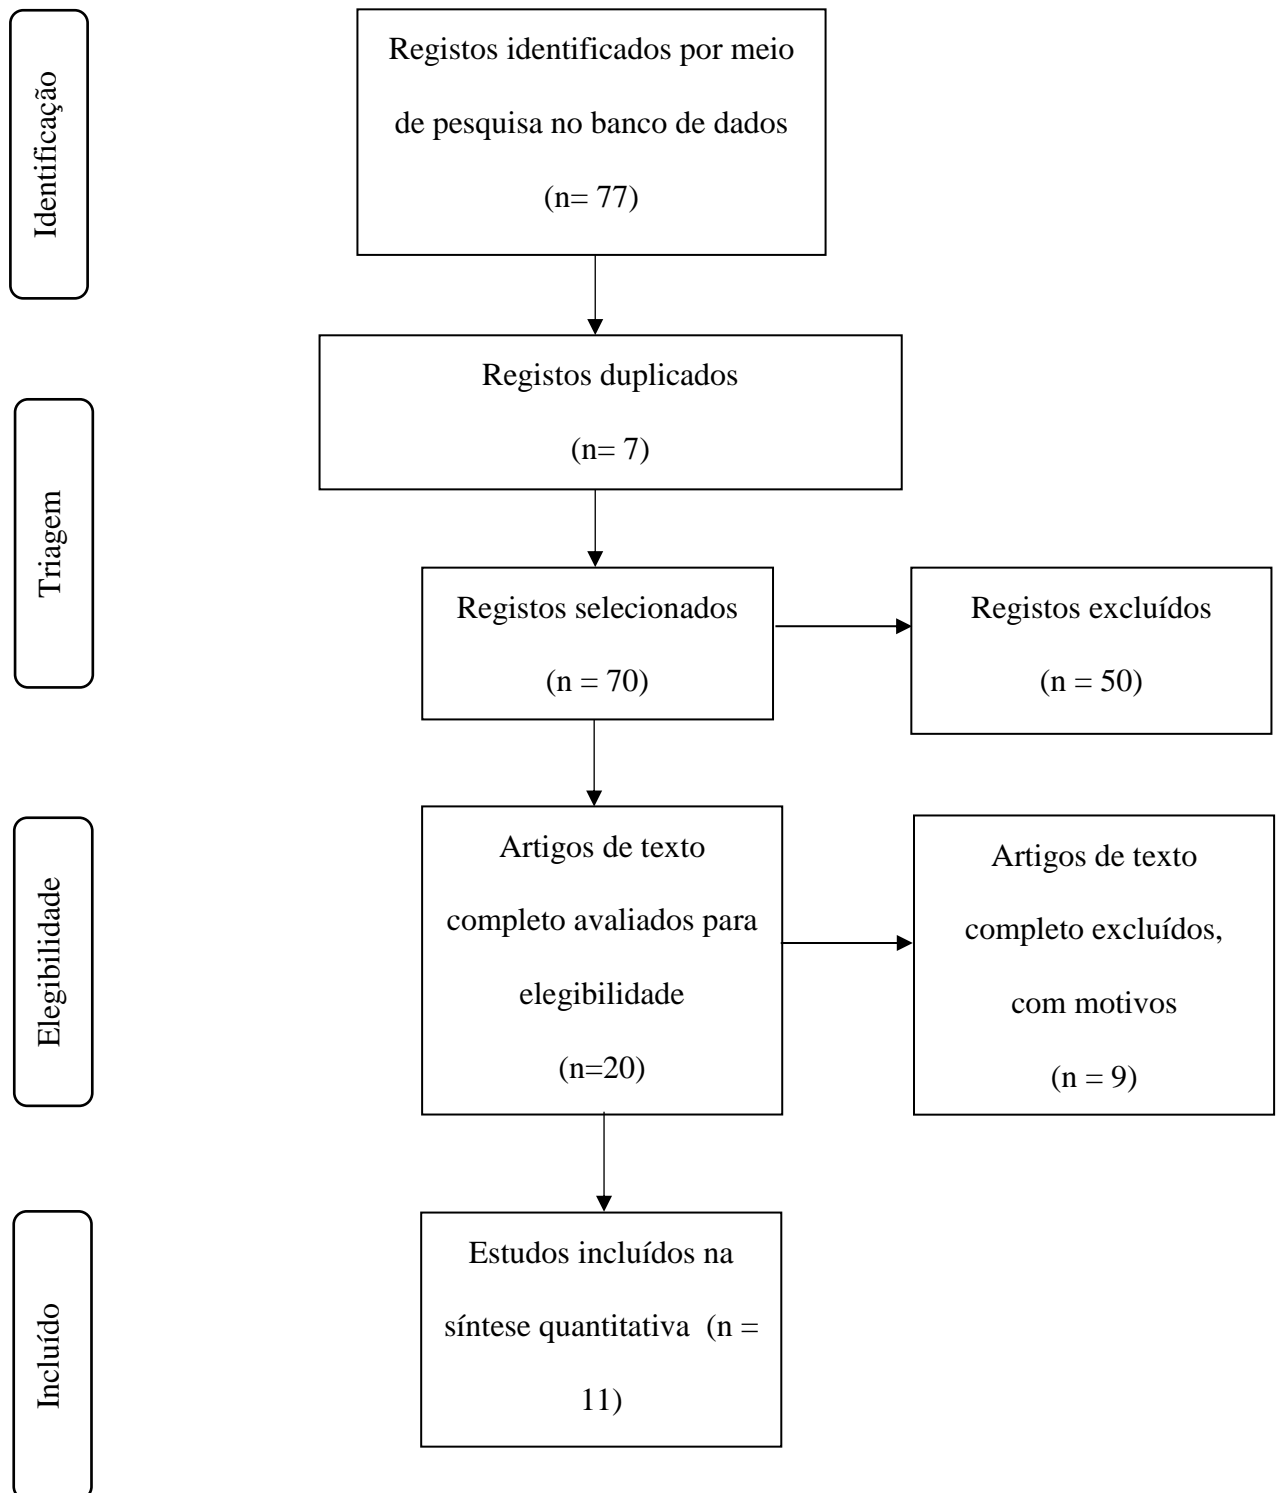 Identificação
Registos identificados por meio
de pesquisa no banco de dados
(n= 77)
Registos duplicados
(n= 7)
Triagem
Registos selecionados
(n = 70)
Registos excluídos
(n = 50)
Elegibilidade
Artigos de texto
completo avaliados para
elegibilidade
(n=20)
Artigos de texto
completo excluídos,
com motivos
(n = 9)
Incluído
Estudos incluídos na
síntese quantitativa  (n =
11)